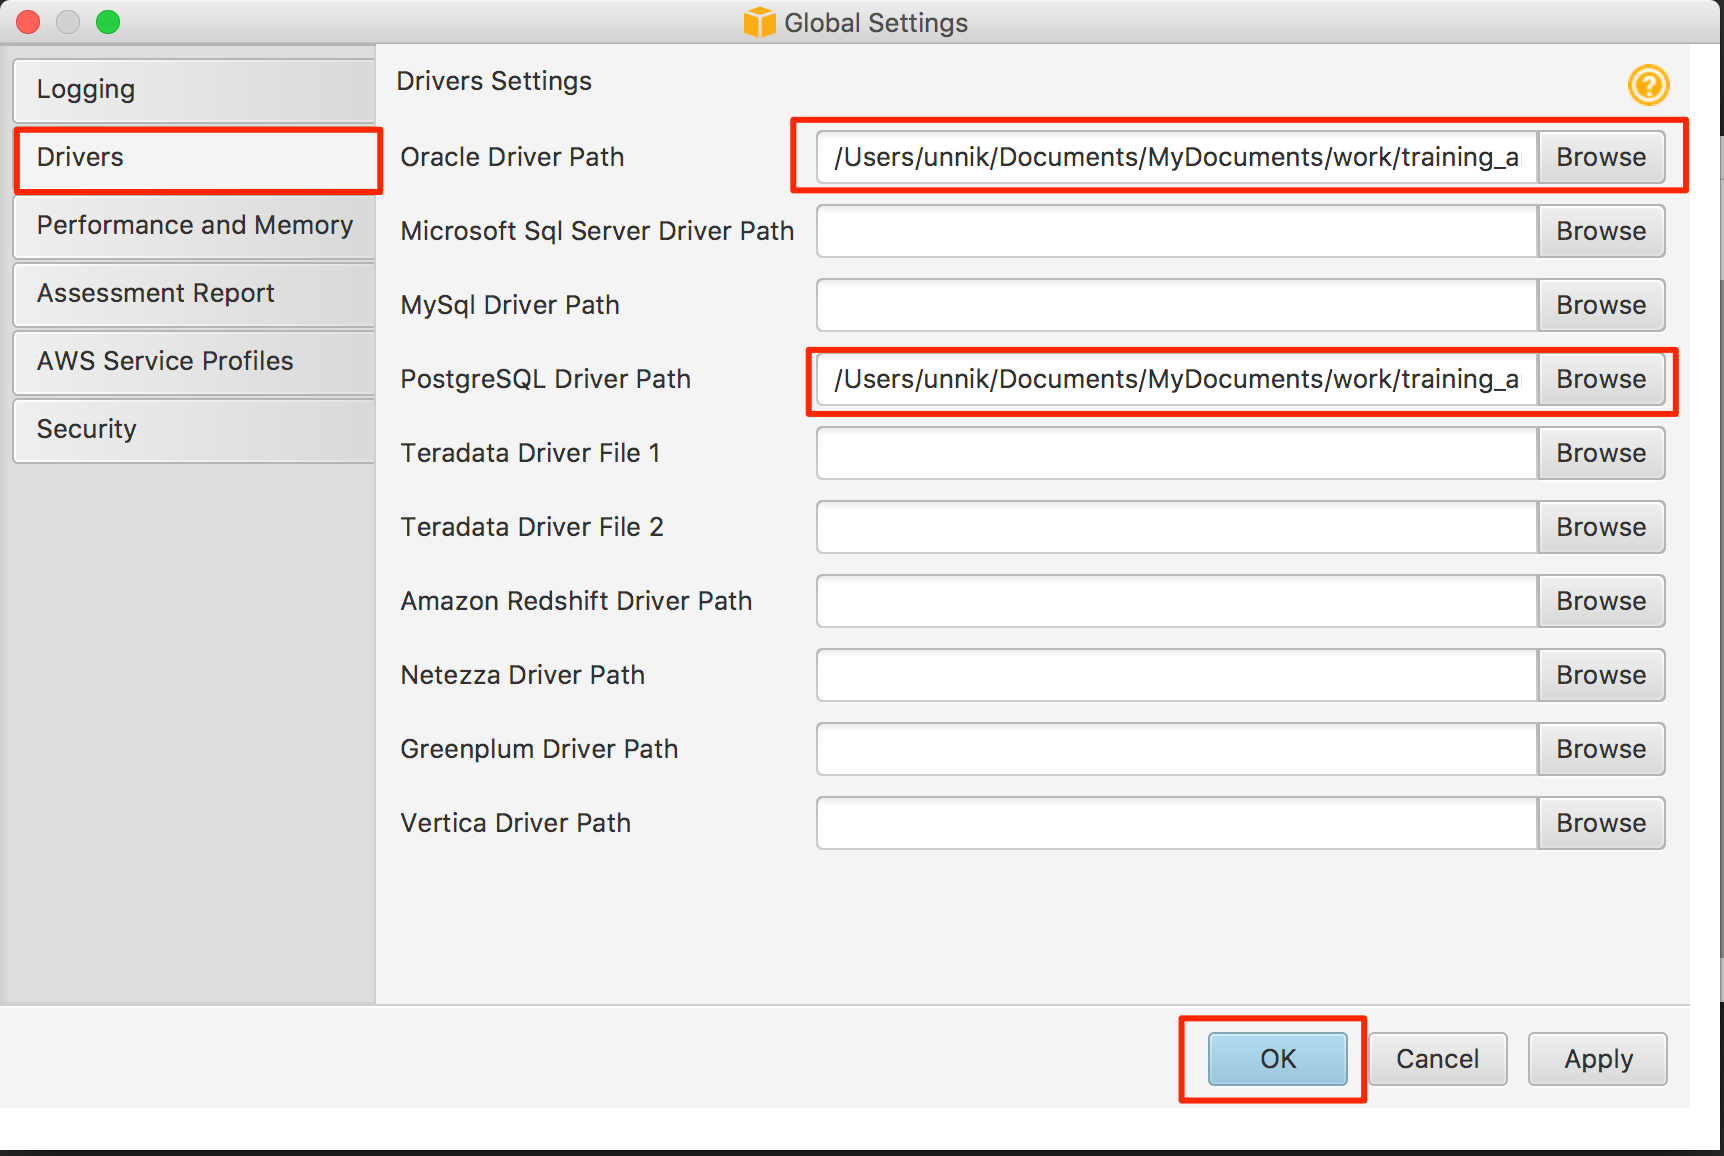 Global Settings
Logging
Drivers
Performance and Memory
Assessment Report
AWS Service Profiles
Security
Drivers Settings
?
Oracle Driver Path /Users/unnik/Documents/MyDocuments/work/training_a Browse
Microsoft Sql Server Driver Path Browse
MySql Driver Path Browse
PostgreSQL Driver Path /Users/unnik/Documents/MyDocuments/work/training_a Browse
Teradata Driver File 1 Browse
Teradata Driver File 2 Browse
Amazon Redshift Driver Path Browse
Netezza Driver Path Browse
Greenplum Driver Path Browse
Vertica Driver Path Browse
OK Cancel Apply